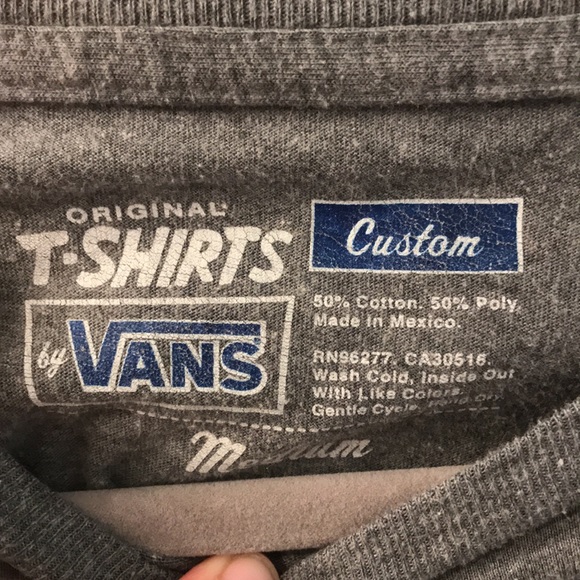 ORIGINAL
T-SHIRTS
by VANS
Custom
50% Cotton. 50% Poly.
Made in Mexico.
RN96277. CA30516.
Wash Cold, Inside Out
With Like Colors.
Gentle Cycle,
Medium